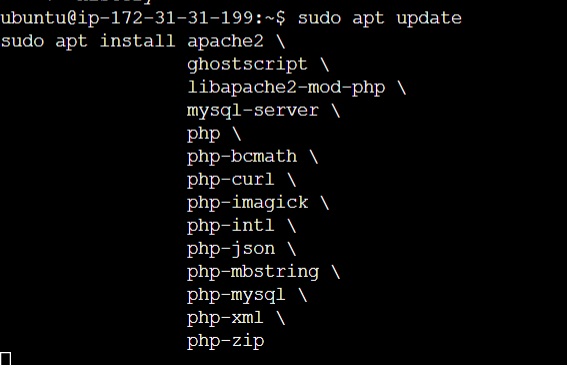 ubuntu@ip-172-31-31-199:~$ sudo apt update
sudo apt install apache2 \
ghostscript \
libapache2-mod-php \
mysql-server \
php \
php-bcmath \
php-curl \
php-imagick \
php-intl \
php-json \
php-mbstring \
php-mysql \
php-xml \
php-zip